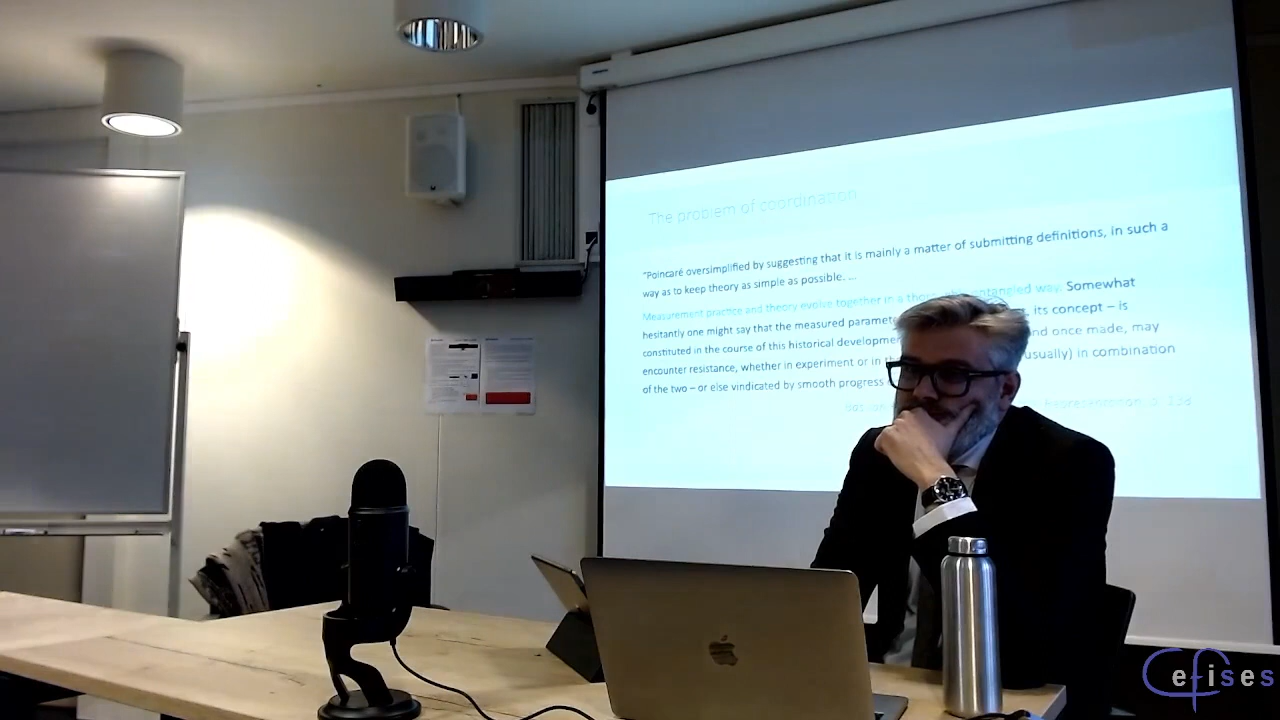 The problem of coordination
"Poincaré oversimplified by suggesting that it is mainly a matter of submitting definitions, in such a
way as to keep theory as simple as possible. ...
Measurement practice and theory evolve together in a thoroughly entangled way. Somewhat
hesitantly one might say that the measured parameter its concept – is
constituted in the course of this historical development and once made, may
encounter resistance, whether in experiment or in usually) in combination
of the two – or else vindicated by smooth progress
Representation, p. 138
Cefises